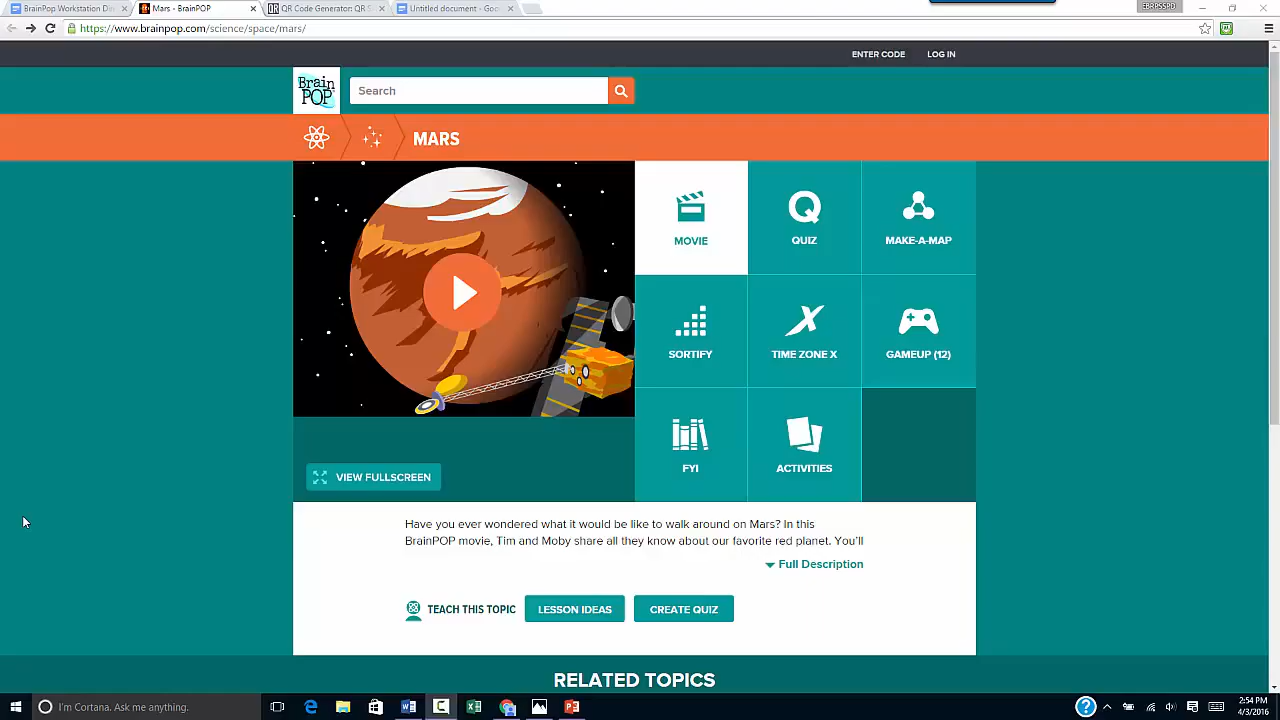 BrainPop Workstation Div
Mars - BrainPOP
QR Code Generator: QR S
Untitled document - Goo
EBRPSSRD
https://www.brainpop.com/science/space/mars/
ENTER CODE
LOG IN
Brain
POP
Search
MARS
MOVIE
QUIZ
MAKE-A-MAP
SORTIFY
TIME ZONE X
GAMEUP (12)
FYI
ACTIVITIES
VIEW FULLSCREEN
Have you ever wondered what it would be like to walk around on Mars? In this
BrainPOP movie, Tim and Moby share all they know about our favorite red planet. You'll
Full Description
TEACH THIS TOPIC
LESSON IDEAS
CREATE QUIZ
RELATED TOPICS
I'm Cortana. Ask me anything.
2:54 PM
4/3/2016